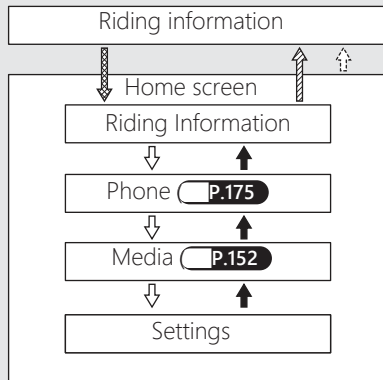 Riding information
Home screen
Riding Information
Phone P.175
Media P.152
Settings